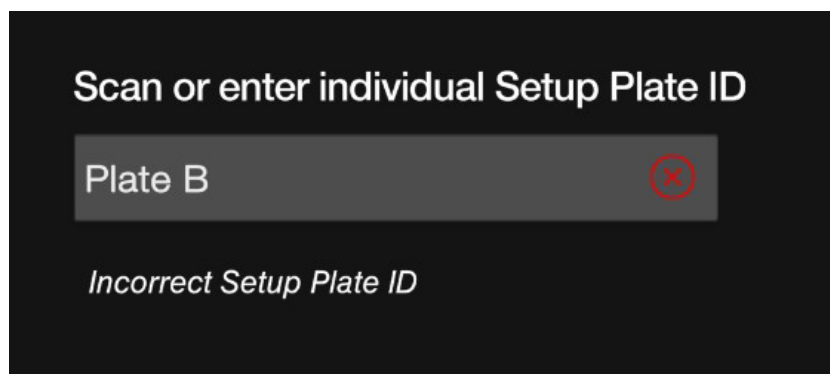 Scan or enter individual Setup Plate ID
Plate B
Incorrect Setup Plate ID